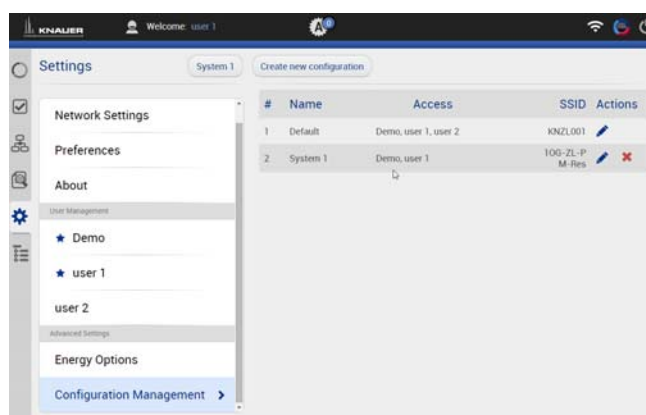 KNAUER
Welcome: user 1
A 0
Settings
System 1
Create new configuration
Network Settings
Preferences
About
User Management
★ Demo
★ user 1
user 2
Advanced Settings
Energy Options
Configuration Management >
# Name Access SSID Actions
1 Default Demo, user 1, user 2 KNZL001
2 System 1 Demo, user 1 10G-ZL-P
M-Res